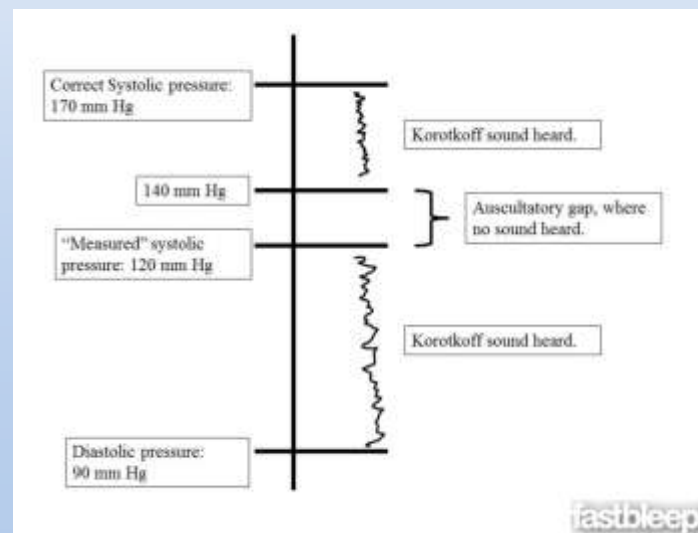 Correct Systolic pressure:
170 mm Hg
Korotkoff sound heard.
140 mm Hg
Auscultatory gap, where
no sound heard.
“Measured” systolic
pressure: 120 mm Hg
Korotkoff sound heard.
Diastolic pressure:
90 mm Hg
fastbleep